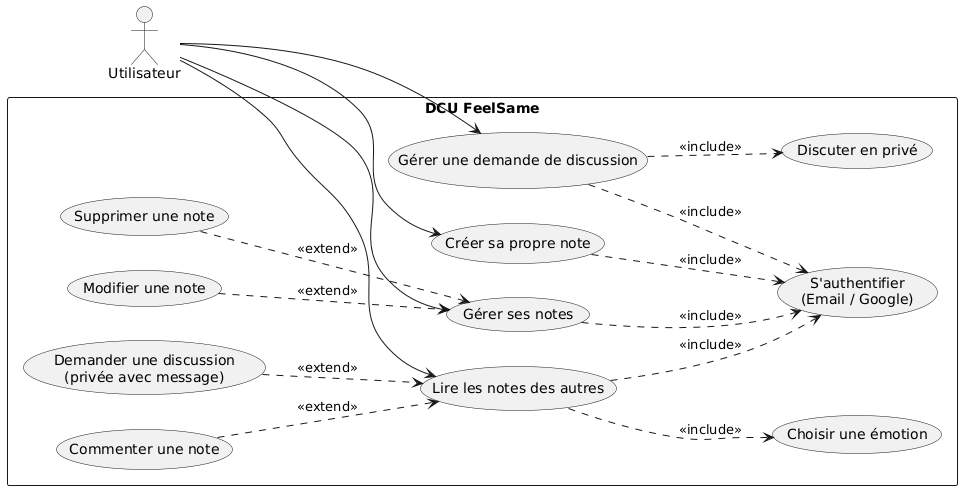 Utilisateur
DCU FeelSame
Gérer une demande de discussion
«include»
Discuter en privé
Supprimer une note
«include»
Créer sa propre note
«extend»
«include»
S'authentifier
(Email / Google)
Modifier une note
«extend»
Gérer ses notes
«include»
«include»
Demander une discussion
(privée avec message)
«extend»
Lire les notes des autres
«extend»
Commenter une note
«include»
Choisir une émotion